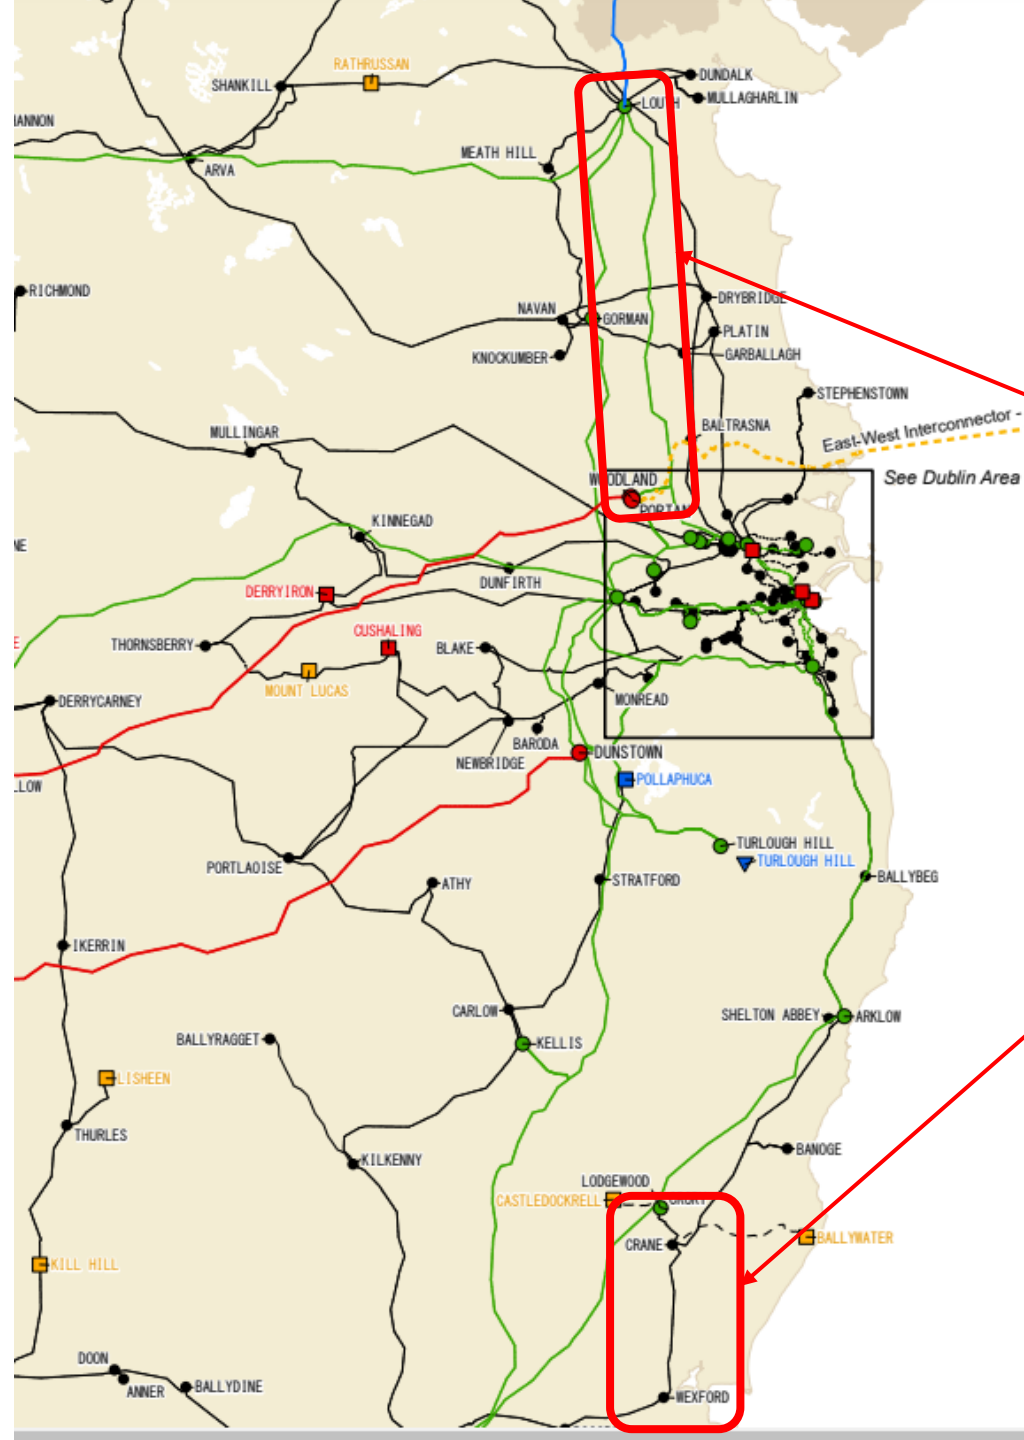 RATHRUSSAN
SHANKILL
DUNDALK
MULLAGHARLIN
LOUTH
MEATH HILL
ARVA
RICHMOND
DRYBRIDGE
NAVAN
GORMAN
PLATIN
KNOCKUMBER
GARBALLAGH
STEPHENSTOWN
BALTRASNA
MULLINGAR
East-West Interconnector -
WOODLAND
See Dublin Area
KINNEGAD
DUNFIRTH
DERRYIRON
CUSHALING
THORNSBERRY
BLAKE
MOUNT LUCAS
MONREAD
DERRYCARNEY
BARODA
DUNSTOWN
NEWBRIDGE
POLLAPHUCA
TURLOUGH HILL
TURLOUGH HILL
PORTLAOISE
ATHY
STRATFORD
BALLYBEG
IKERRIN
CARLOW
SHELTON ABBEY
ARKLOW
BALLYRAGGET
KELLIS
LISHEEN
THURLES
BANOGE
KILKENNY
LODGEWOOD
CASTLEDOCKRELL
CRANE
BALLYWATER
KILL HILL
DOON
ANNER
BALLYDINE
WEXFORD